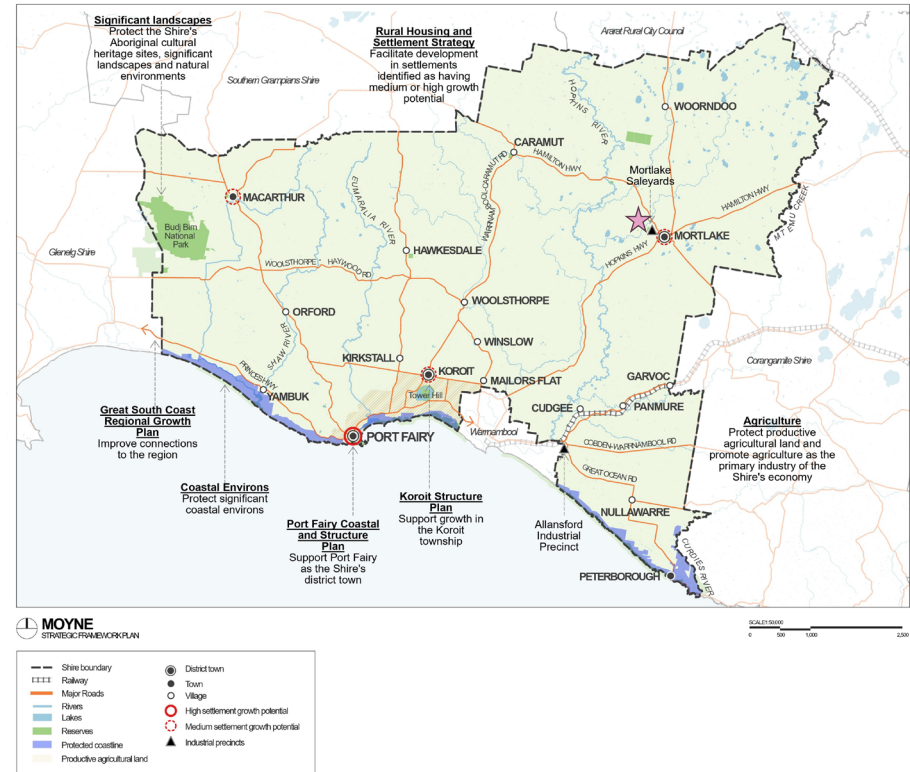 Significant landscapes
Protect the Shire's
Aboriginal cultural
heritage sites, significant
landscapes and natural
environments
Rural Housing and
Settlement Strategy
Facilitate development
in settlements
identified as having
medium or high growth
potential
Ararat Rural City Council
Southern Grampians Shire
HOPKINS RIVER
WOORNDOO
CARAMUT
HAMILTON HWY
WARRNAMBOOL-CARAMUT RD
Mortlake
Saleyards
HAMILTON HWY
MACARTHUR
EUMARALIA RIVER
MT EMU CREEK
Budj Bim
National
Park
MORTLAKE
Glenelg Shire
HAWKESDALE
HOPKINS HWY
WOOLSTHORPE HAYWOOD RD
WOOLSTHORPE
ORFORD
SHAW RIVER
WINSLOW
KIRKSTALL
Corangamite Shire
KOROIT
GARVOC
MAILORS FLAT
PRINCES HWY
YAMBUK
Tower Hill
CUDGEE
PANMURE
Great South Coast
Regional Growth
Plan
Improve connections
to the region
PORT FAIRY
Warrnambool
Agriculture
Protect productive
agricultural land and
promote agriculture as the
primary industry of the
Shire's economy
COBDEN-WARRNAMBOOL RD
GREAT OCEAN RD
Coastal Environs
Protect significant
coastal environs
Koroit Structure
Plan
Support growth in
the Koroit
township
NULLAWARRE
Port Fairy Coastal
and Structure
Plan
Support Port Fairy
as the Shire's
district town
Allansford
Industrial
Precinct
CURDIES RIVER
PETERBOROUGH
MOYNE
STRATEGIC FRAMEWORK PLAN
SCALE 1:50,000
0 500 1,000 2,500
Shire boundary
Railway
Major Roads
Rivers
Lakes
Reserves
Protected coastline
Productive agricultural land
District town
Town
Village
High settlement growth potential
Medium settlement growth potential
Industrial precincts